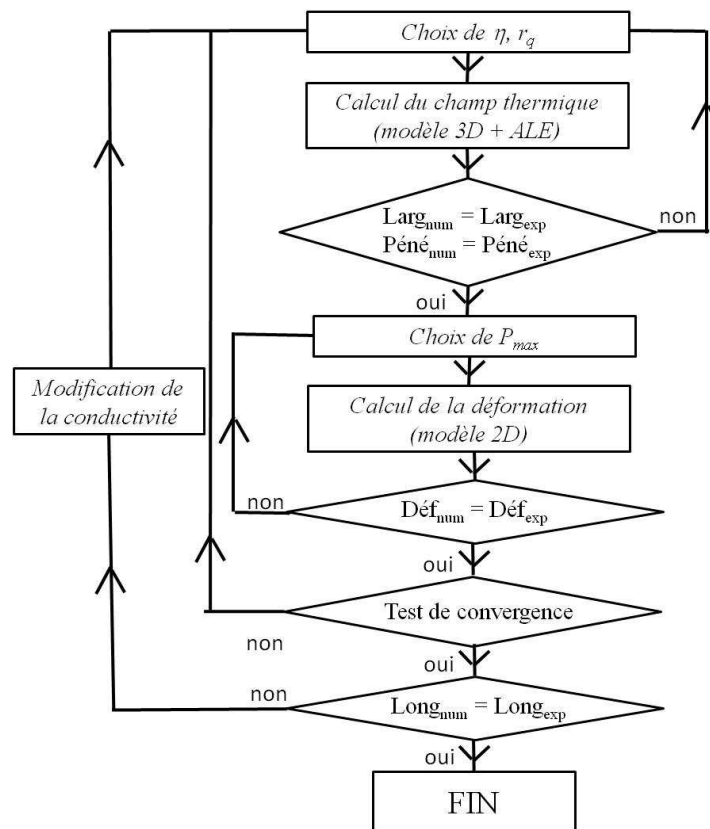 Choix de η, r_q
Calcul du champ thermique
(modèle 3D + ALE)
Larg_num = Larg_exp
Péné_num = Péné_exp
non
oui
Choix de P_max
Modification de
la conductivité
Calcul de la déformation
(modèle 2D)
non
Déf_num = Déf_exp
oui
Test de convergence
non
oui
non
Long_num = Long_exp
oui
FIN